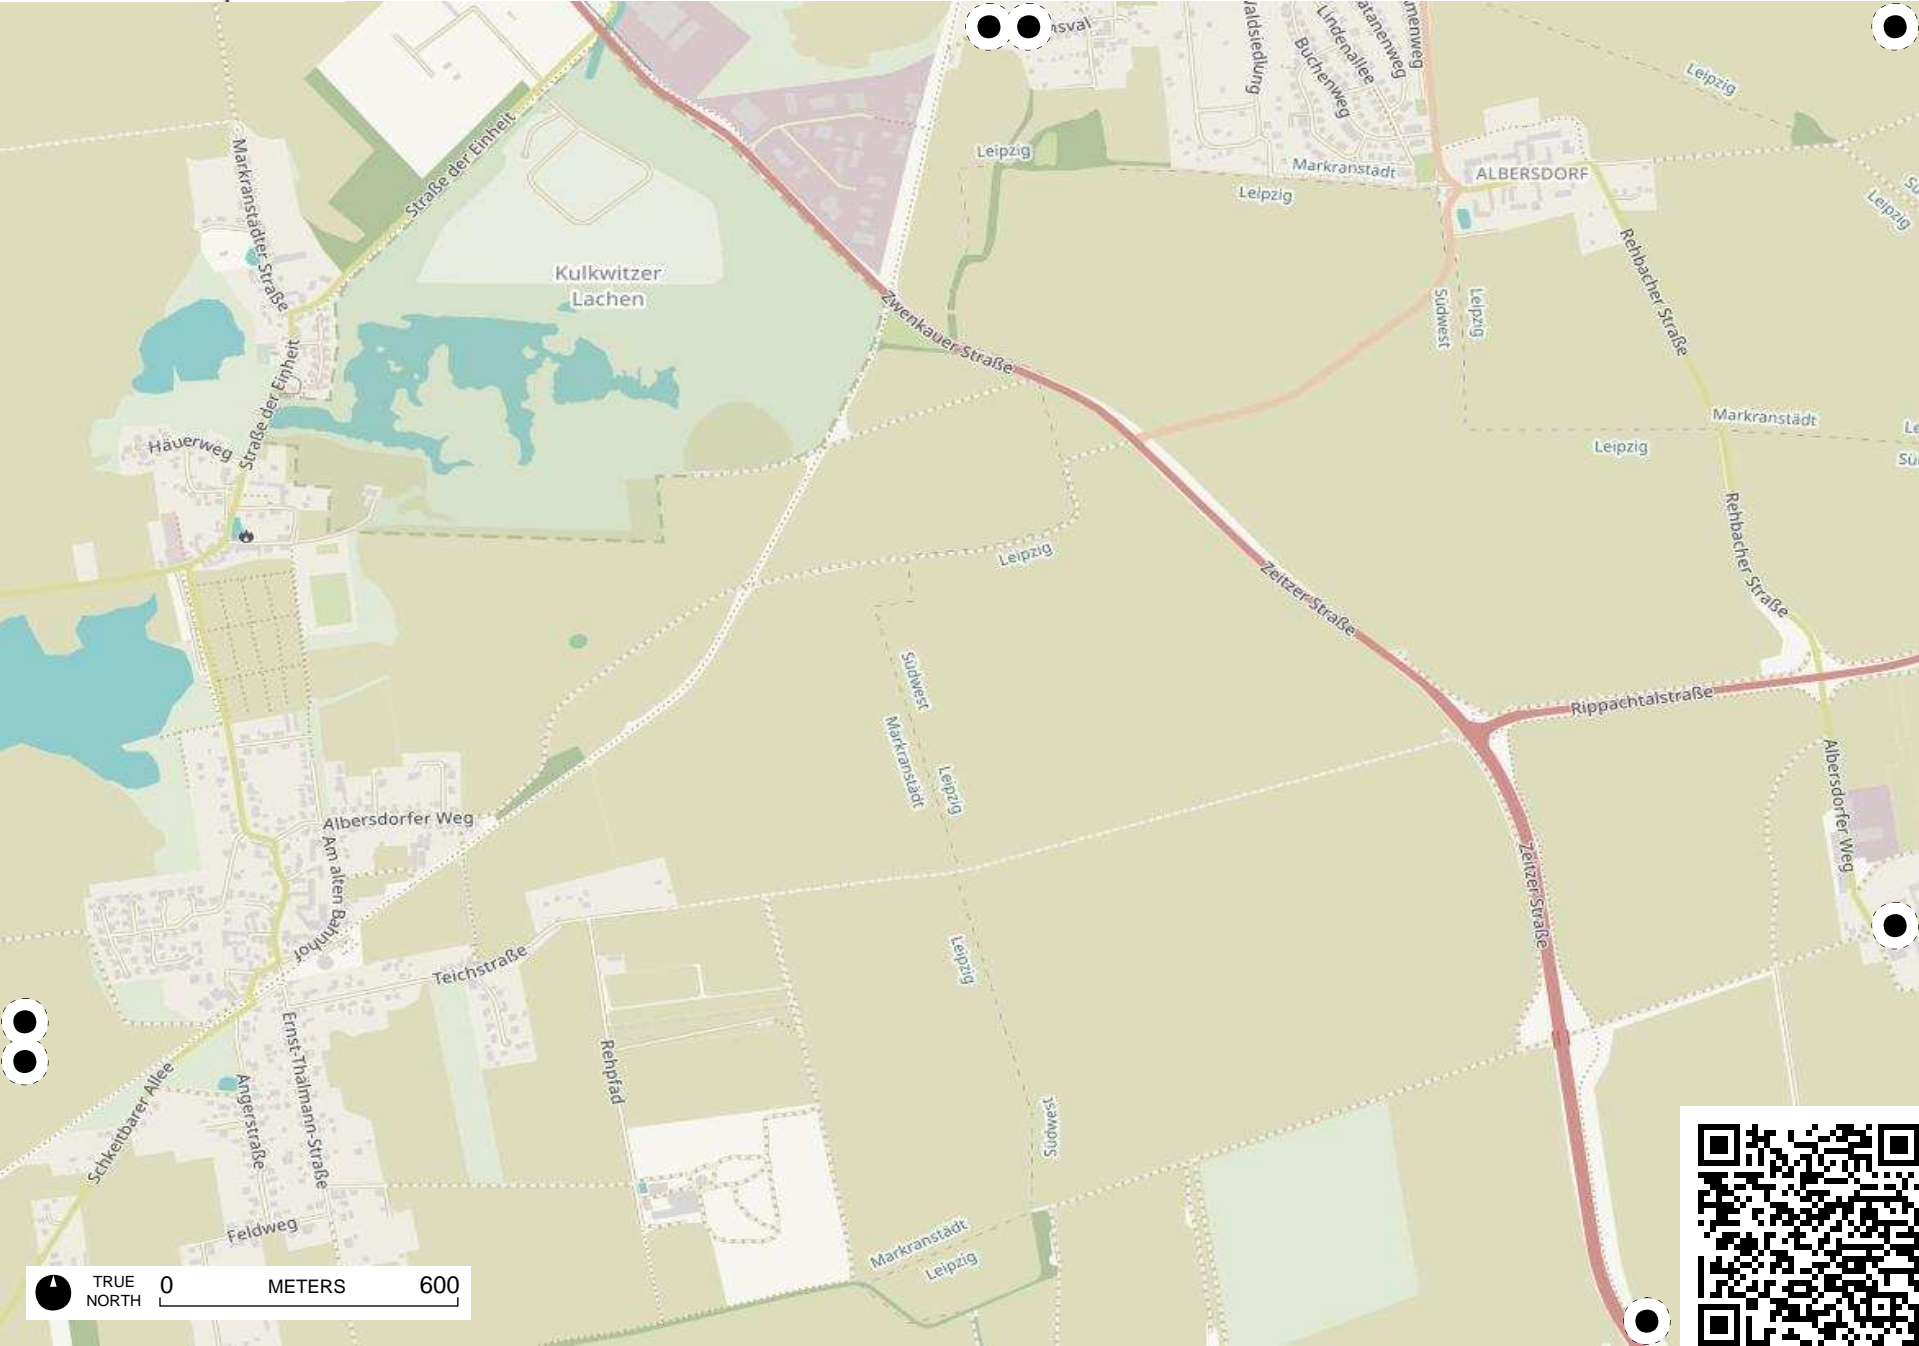 nsval
Waldsiedlung
Lindenallee
Buchenweg
Leipzig
Markranstädter Straße
Straße der Einheit
Leipzig
Markranstädt
Leipzig
ALBERSDORF
Leipzig
Kulkwitzer
Lachen
Zwenkauer Straße
Südwest
Leipzig
Rehbacher Straße
Straße der Einheit
Häuerweg
Markranstädt
Leipzig
Leipzig
Zeitzer Straße
Rehbacher Straße
Südwest
Markranstädt
Leipzig
Rippachtalstraße
Albersdorfer Weg
Albersdorfer Weg
Am alten Bahnhof
Zeitzer Straße
Teichstraße
Leipzig
Ernst-Thälmann-Straße
Angerstraße
Schkeitbarer Allee
Rehpfad
Südwest
Feldweg
Markranstädt
Leipzig
TRUE
NORTH
0 METERS 600